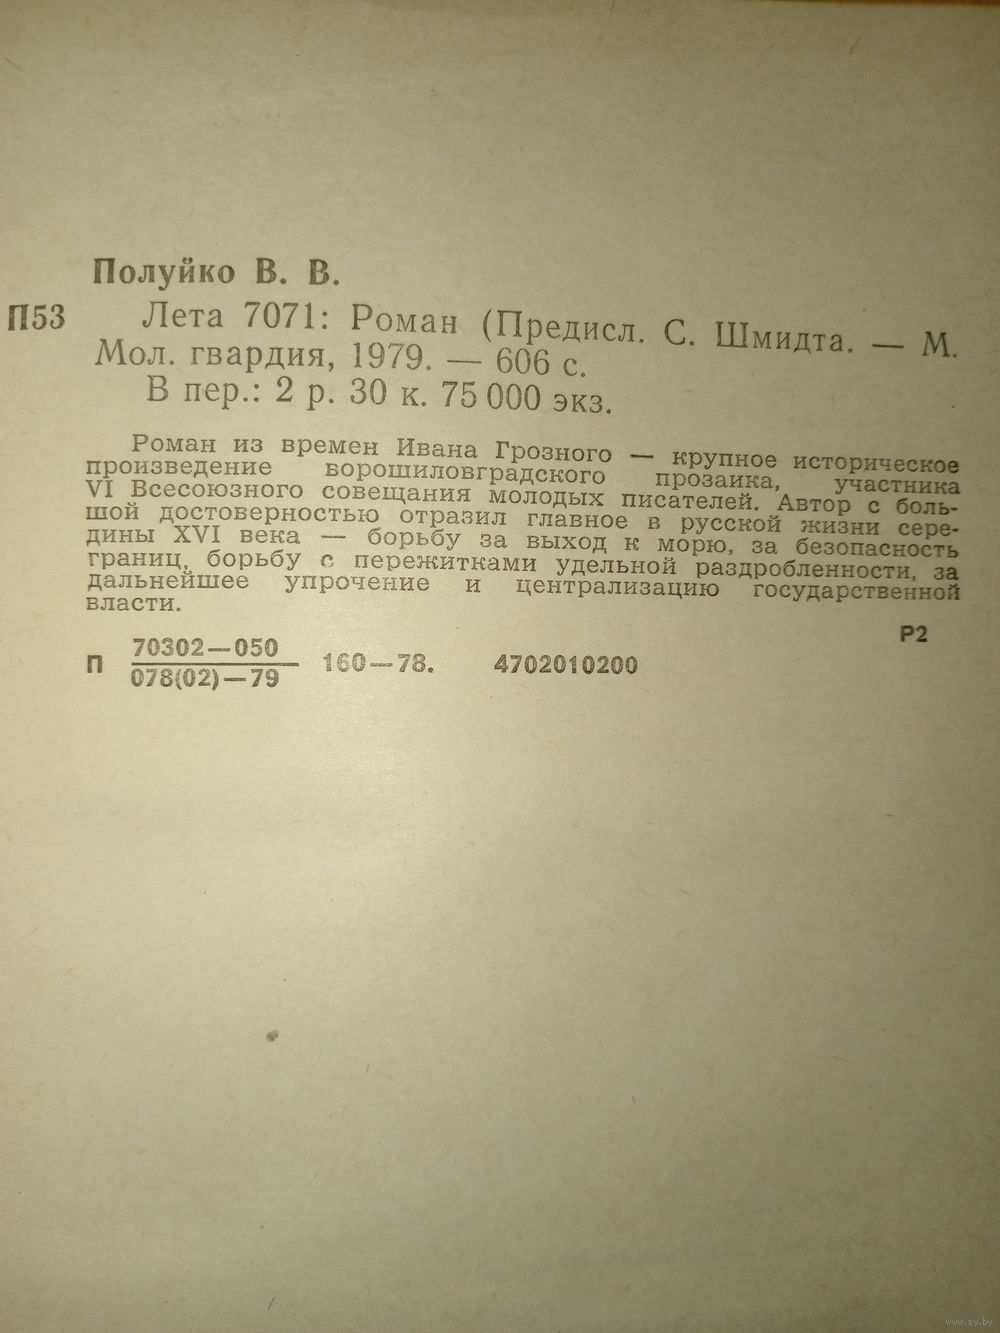 Полуйко В. В.
П53 Лета 7071: Роман (Предисл. С. Шмидта. — М.
Мол. гвардия, 1979. — 606 с.
В пер.: 2 р. 30 к. 75 000 экз.
Роман из времен Ивана Грозного — крупное историческое
произведение ворошиловградского прозаика, участника
VI Всесоюзного совещания молодых писателей. Автор с боль-
шой достоверностью отразил главное в русской жизни сере-
дины XVI века — борьбу за выход к морю, за безопасность
границ, борьбу с пережитками удельной раздробленности, за
дальнейшее упрочение и централизацию государственной
власти.
П 70302—050
078(02)—79 160—78. 4702010200
Р2
www.ay.by